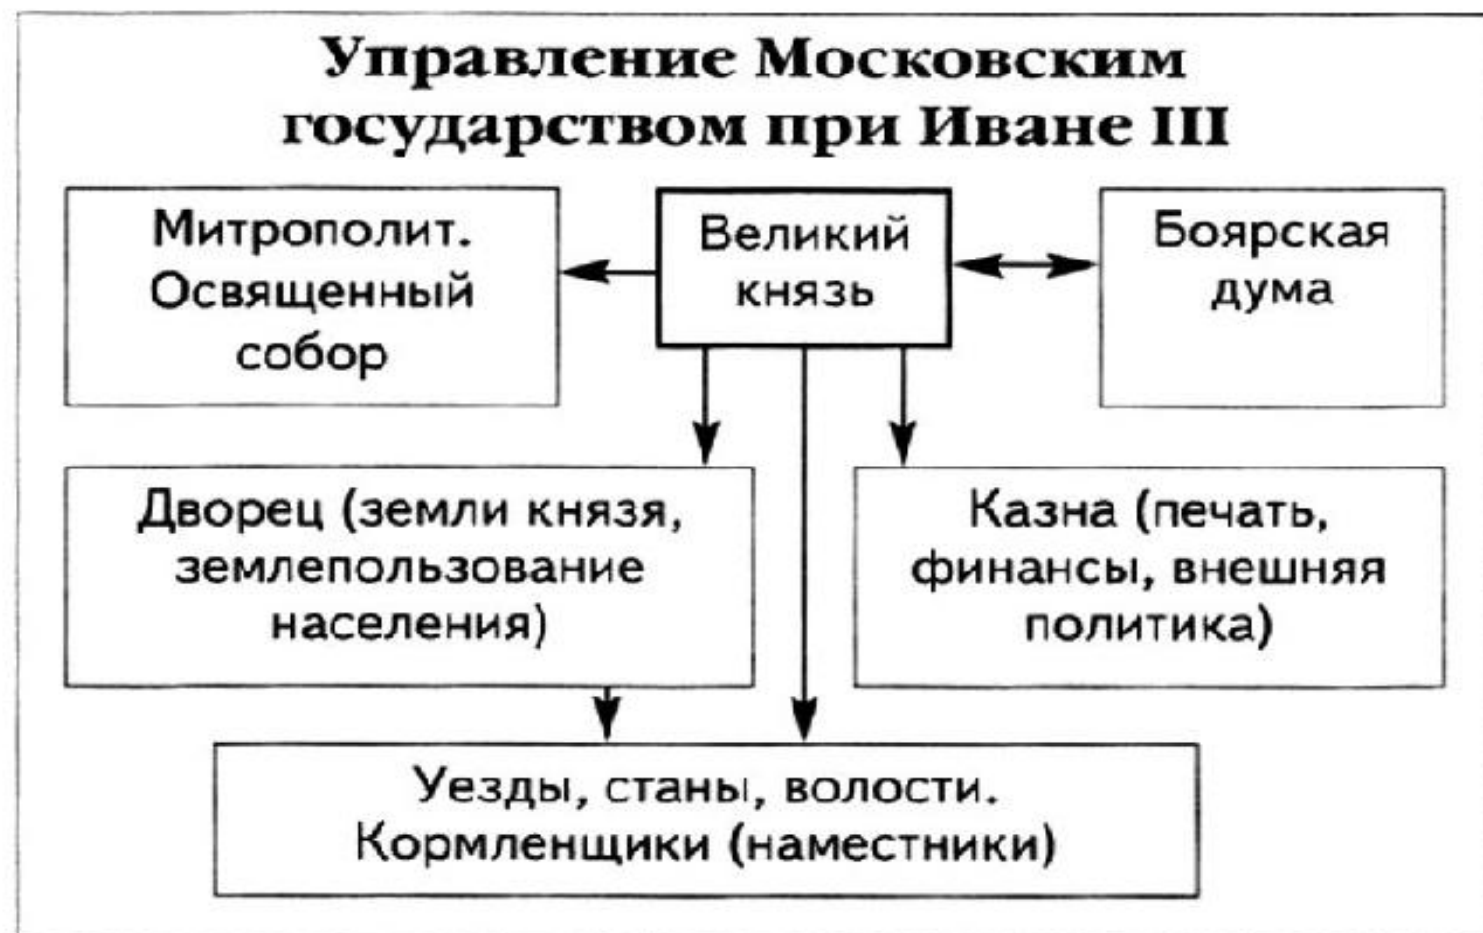 Управление Московским
государством при Иване III
Митрополит.
Освященный
собор
Великий
князь
Боярская
дума
Дворец (земли князя,
землепользование
населения)
Казна (печать,
финансы, внешняя
политика)
Уезды, станы, волости.
Кормленщики (наместники)